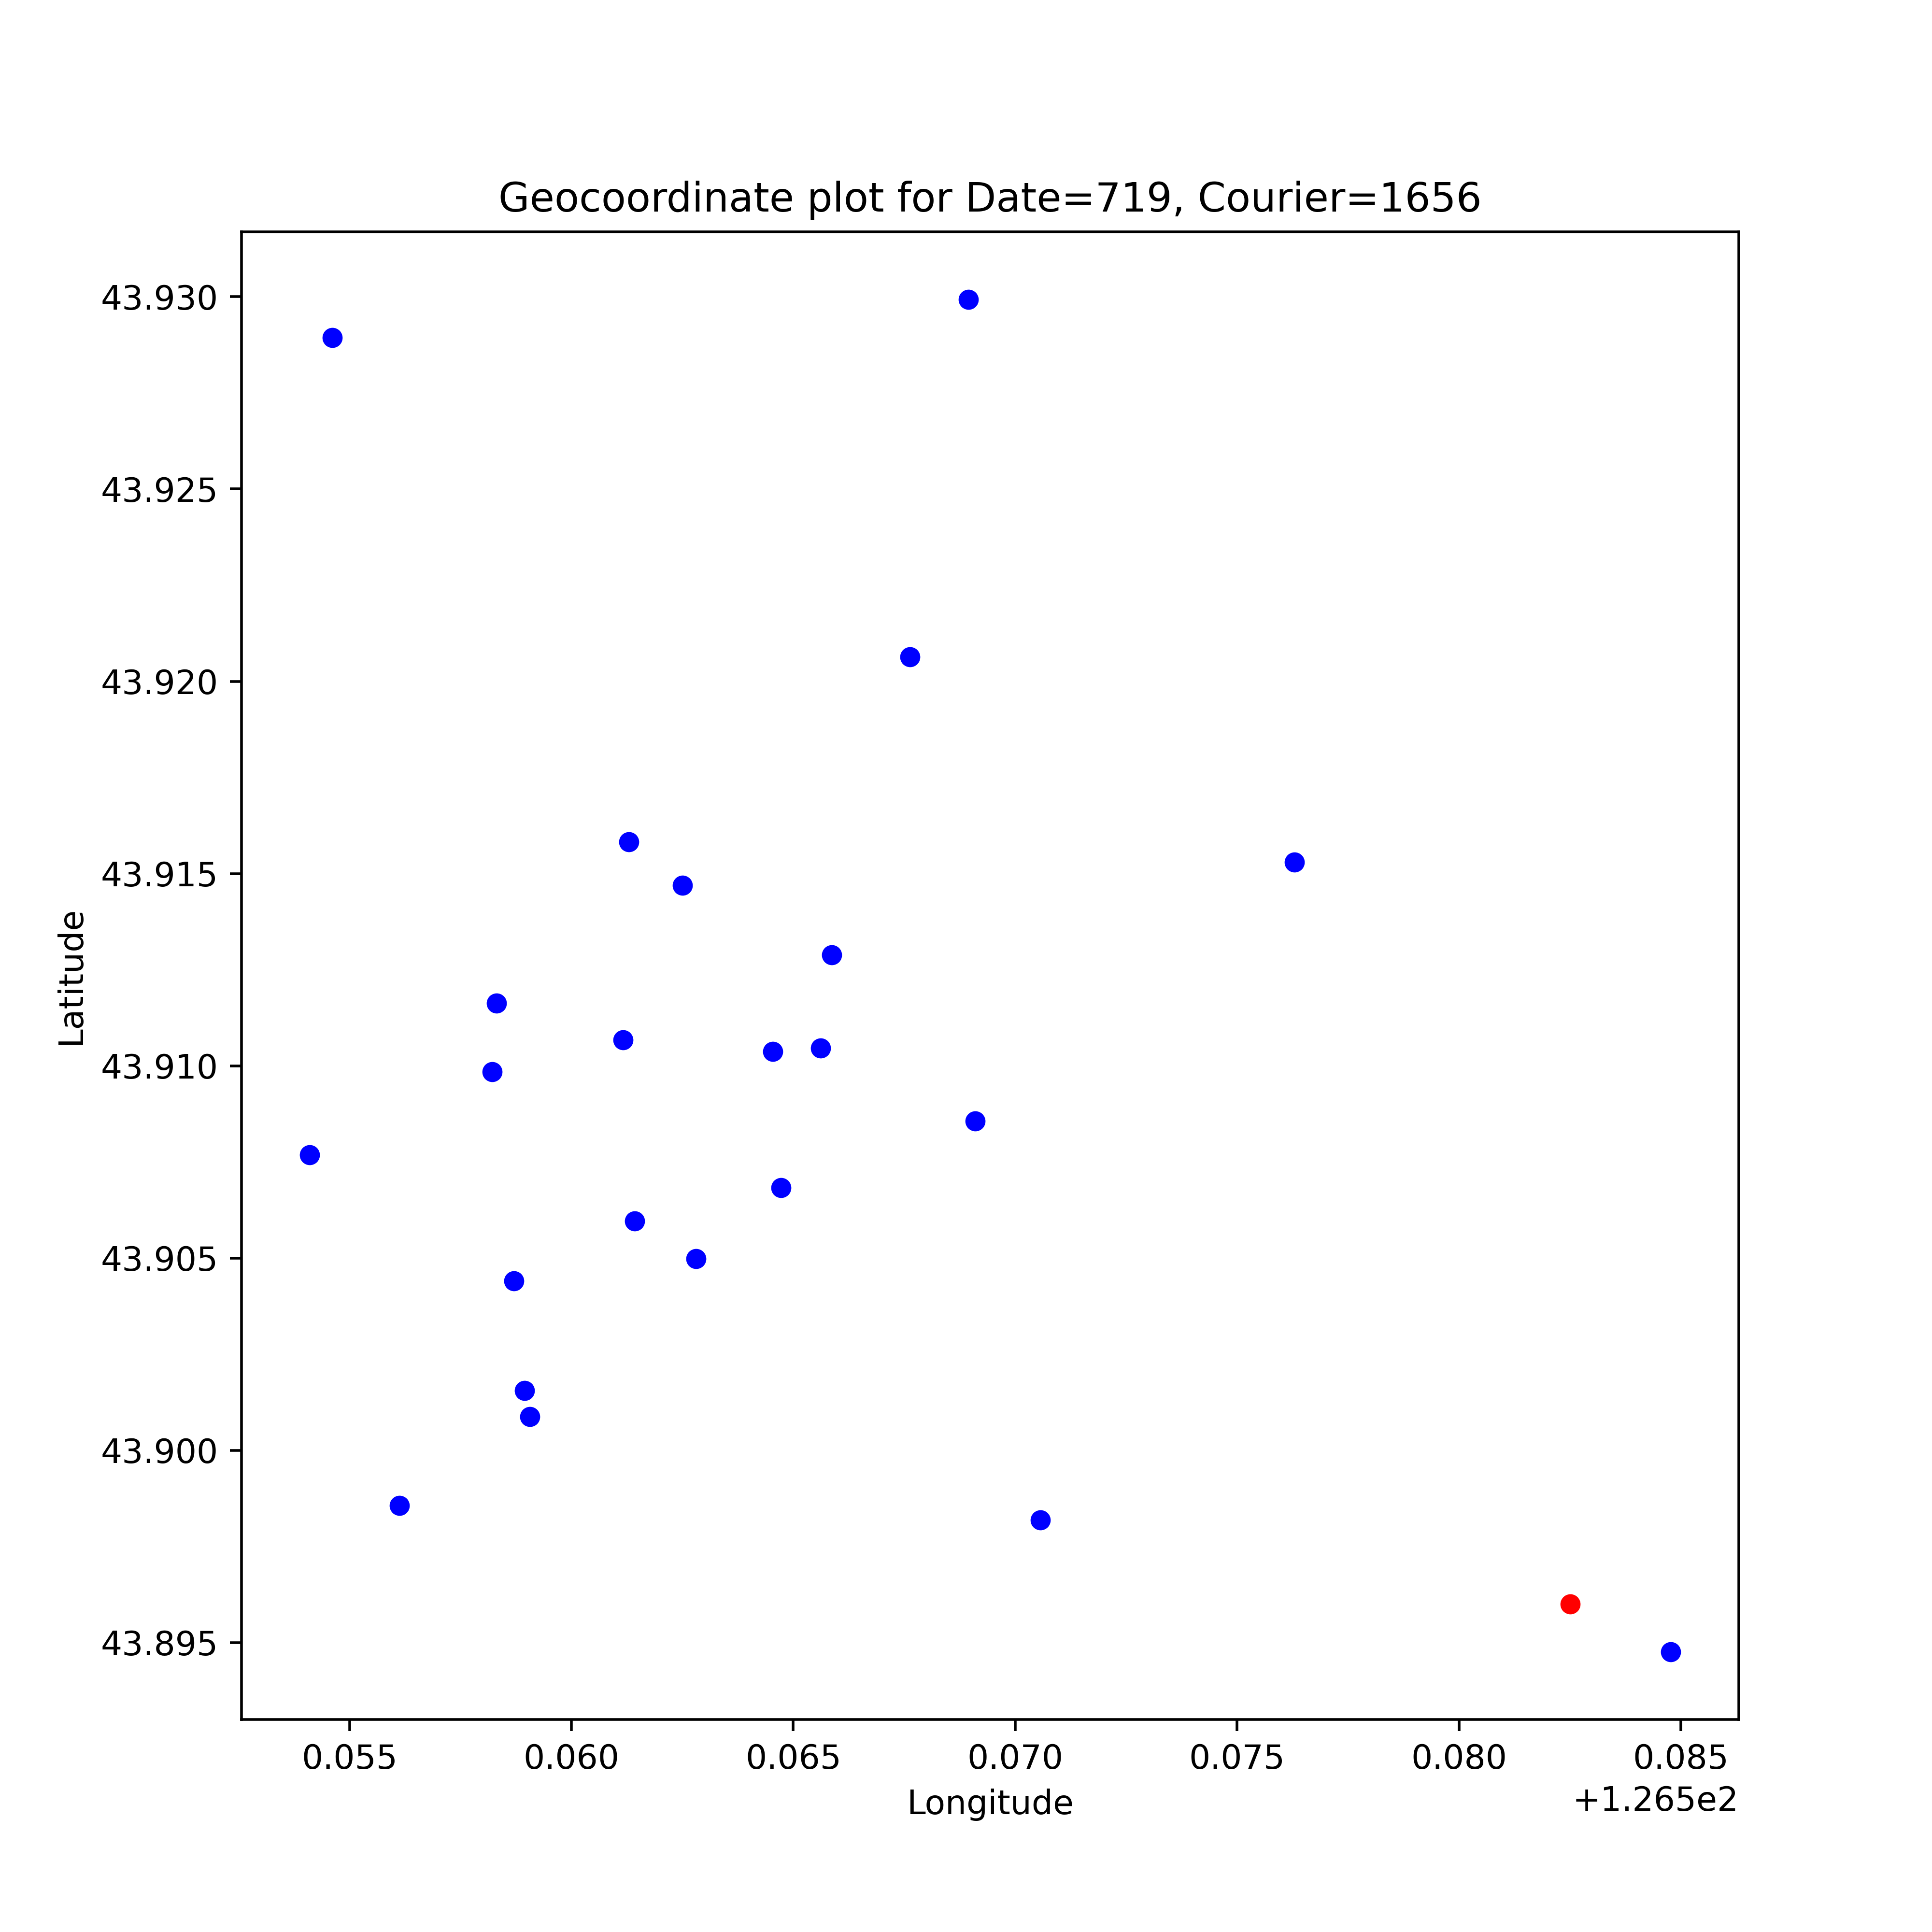 Geocoordinate plot for Date=719, Courier=1656
43.930
43.925
43.920
43.915
43.910
43.905
43.900
43.895
Latitude
0.055 0.060 0.065 0.070 0.075 0.080 0.085
+1.265e2
Longitude